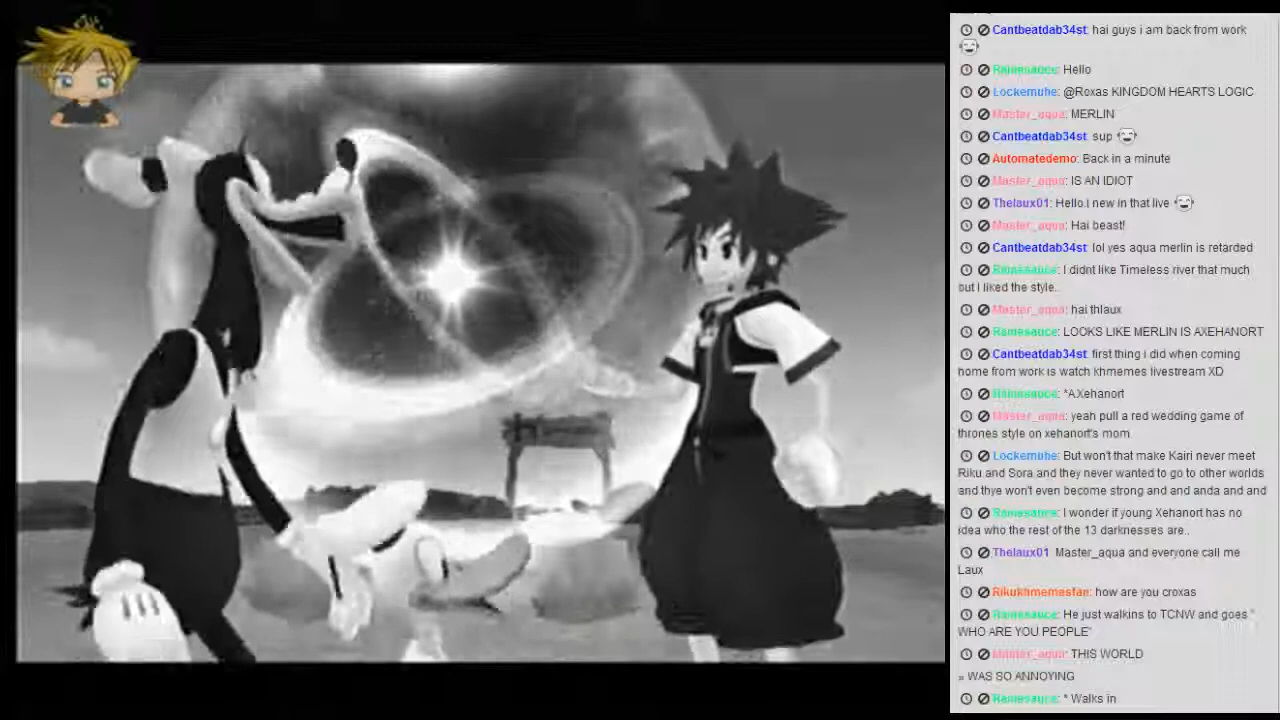 Cantbeatdab34st: hai guys i am back from work
Ramesauce: Hello
Lockemuhe: @Roxas KINGDOM HEARTS LOGIC
Master_aqua: MERLIN
Cantbeatdab34st: sup
Automatedemo: Back in a minute
Master_aqua: IS AN IDIOT
Thelaux01: Hello.i new in that live
Master_aqua: Hai beast!
Cantbeatdab34st: lol yes aqua merlin is retarded
Ramesauce: I didnt like Timeless river that much
but i liked the style..
Master_aqua: hai thlaux
Ramesauce: LOOKS LIKE MERLIN IS AXEHANORT
Cantbeatdab34st: first thing i did when coming
home from work is watch khmemes livestream XD
Ramesauce: *A Xehanort
Master_aqua: yeah pull a red wedding game of
thrones style on xehanort's mom
Lockemuhe: But won't that make Kairi never meet
Riku and Sora and they never wanted to go to other worlds
and thye won't even become strong and and anda and and
Ramesauce: I wonder if young Xehanort has no
idea who the rest of the 13 darknesses are..
Thelaux01: Master_aqua and everyone call me
Laux
Rikukhmemesfan: how are you croxas
Ramesauce: He just walkins to TCNW and goes "
WHO ARE YOU PEOPLE"
Master_aqua: THIS WORLD
» WAS SO ANNOYING
Ramesauce: * Walks in